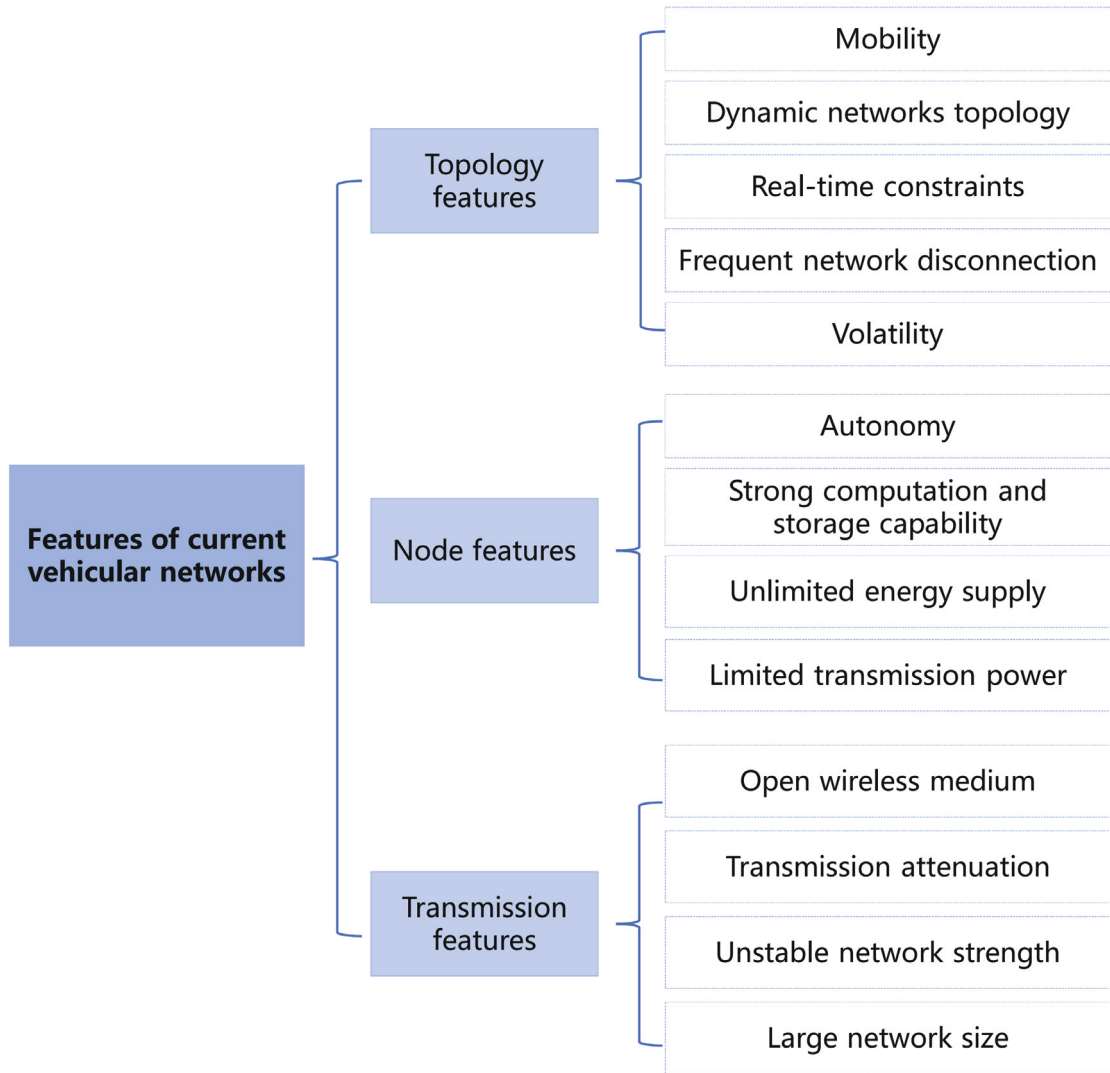 Features of current
vehicular networks
Topology
features
Mobility
Dynamic networks topology
Real-time constraints
Frequent network disconnection
Volatility
Node features
Autonomy
Strong computation and
storage capability
Unlimited energy supply
Limited transmission power
Transmission
features
Open wireless medium
Transmission attenuation
Unstable network strength
Large network size